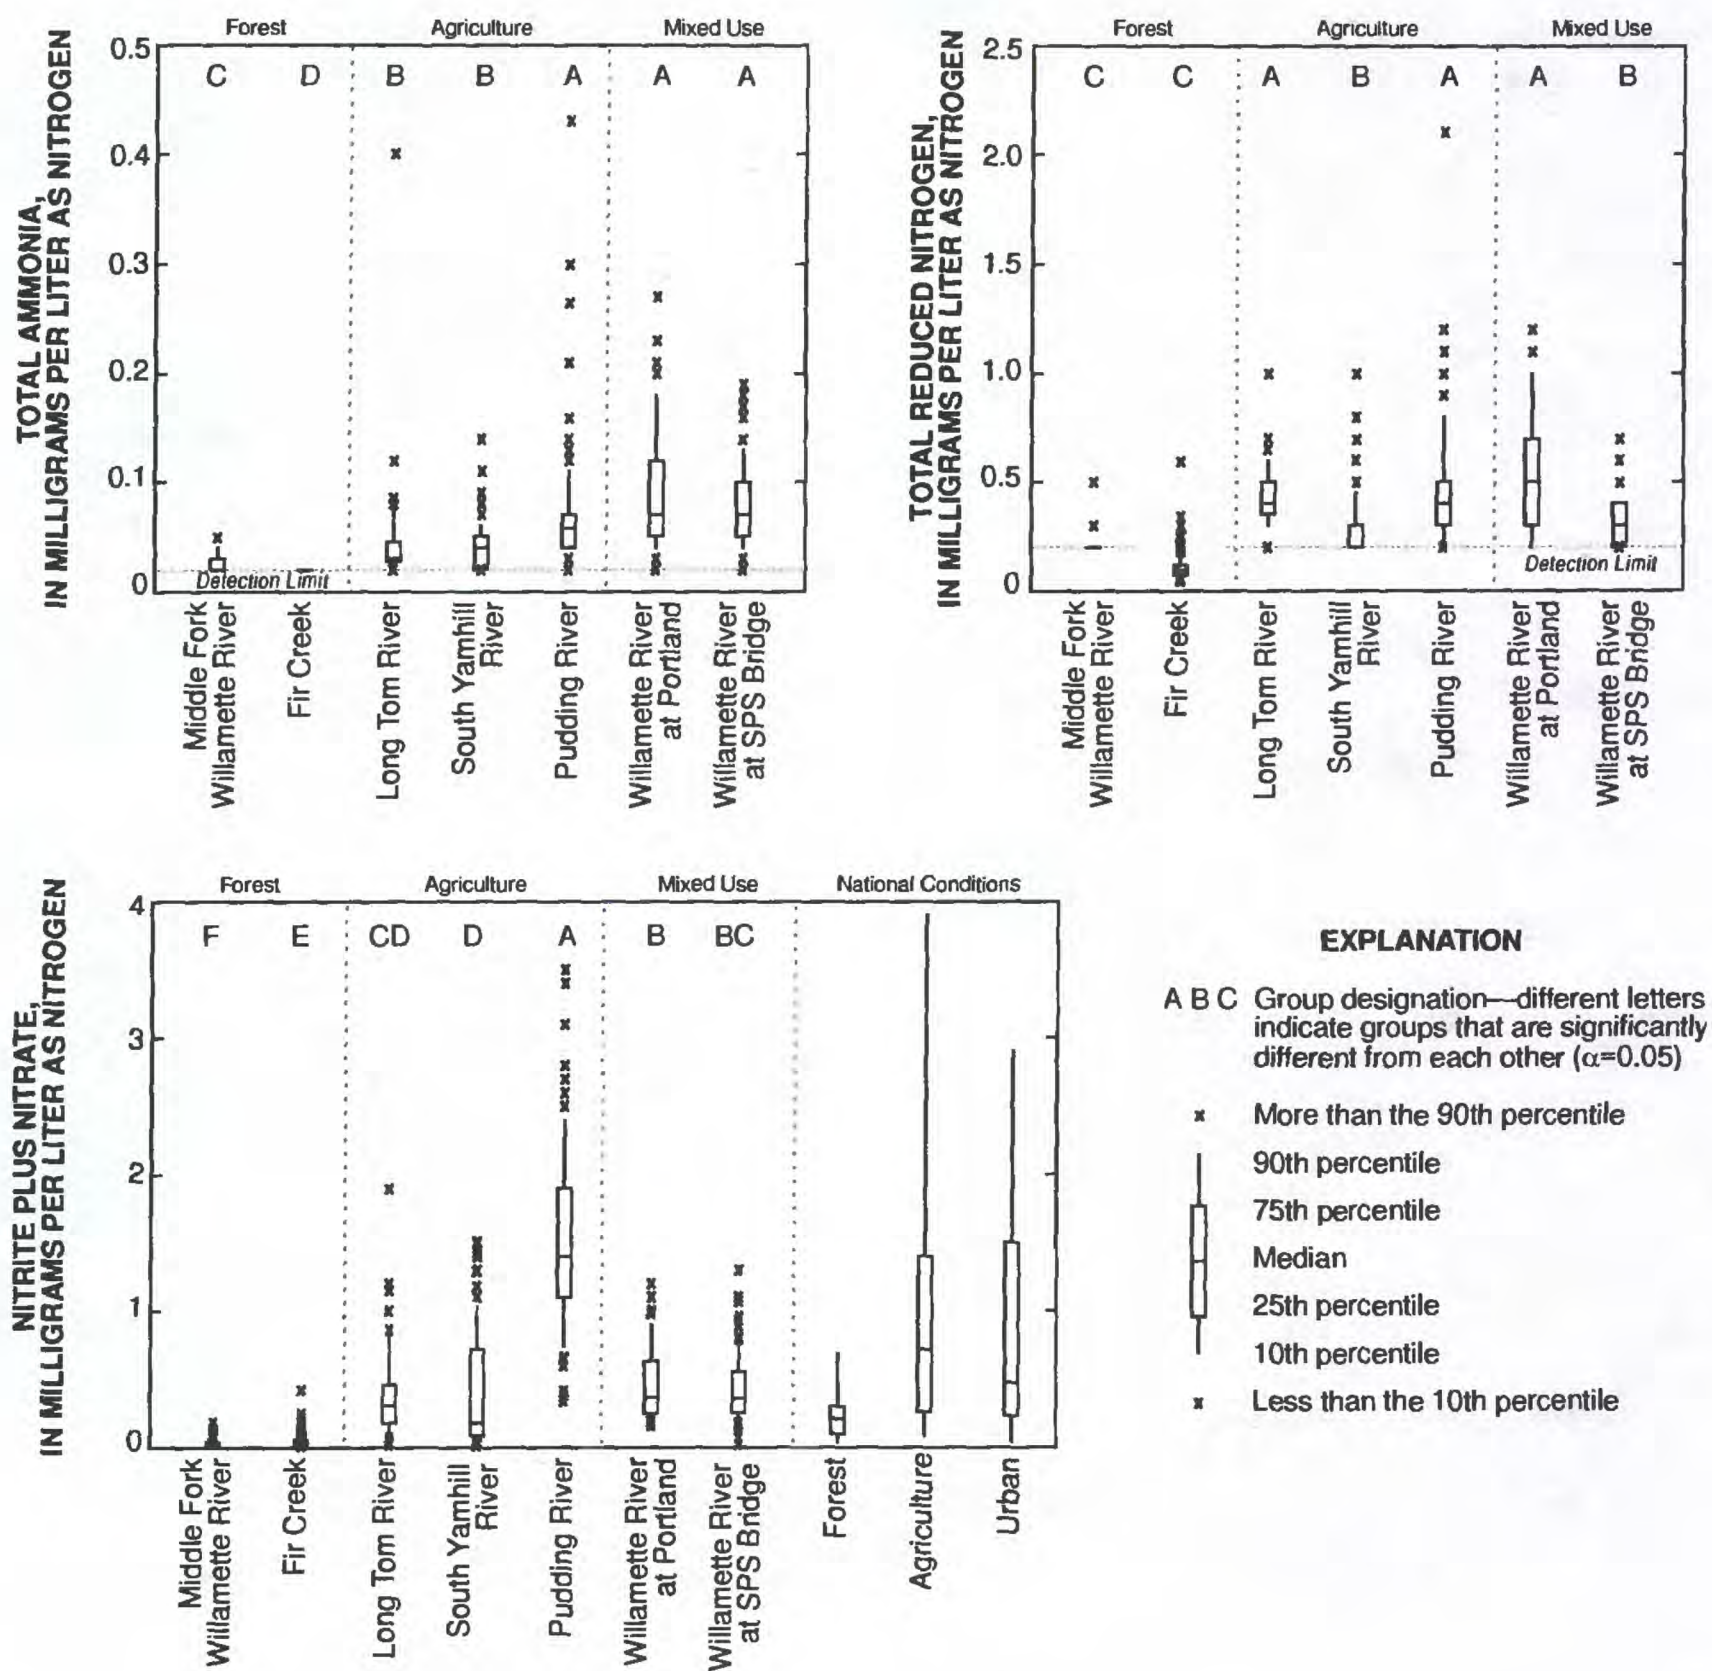 Forest Agriculture Mixed Use
C D B B A A A
TOTAL AMMONIA,
IN MILLIGRAMS PER LITER AS NITROGEN
0.5
0.4
0.3
0.2
0.1
0
Detection Limit
Middle Fork
Willamette River
Fir Creek
Long Tom River
South Yamhill
River
Pudding River
Willamette River
at Portland
Willamette River
at SPS Bridge
Forest Agriculture Mixed Use
C C A B A A B
TOTAL REDUCED NITROGEN,
IN MILLIGRAMS PER LITER AS NITROGEN
2.5
2.0
1.5
1.0
0.5
0
Detection Limit
Middle Fork
Willamette River
Fir Creek
Long Tom River
South Yamhill
River
Pudding River
Willamette River
at Portland
Willamette River
at SPS Bridge
Forest Agriculture Mixed Use National Conditions
F E CD D A B BC
NITRITE PLUS NITRATE,
IN MILLIGRAMS PER LITER AS NITROGEN
4
3
2
1
0
Middle Fork
Willamette River
Fir Creek
Long Tom River
South Yamhill
River
Pudding River
Willamette River
at Portland
Willamette River
at SPS Bridge
Forest
Agriculture
Urban
EXPLANATION
A B C Group designation—different letters
indicate groups that are significantly
different from each other (α=0.05)
x More than the 90th percentile
90th percentile
75th percentile
Median
25th percentile
10th percentile
x Less than the 10th percentile